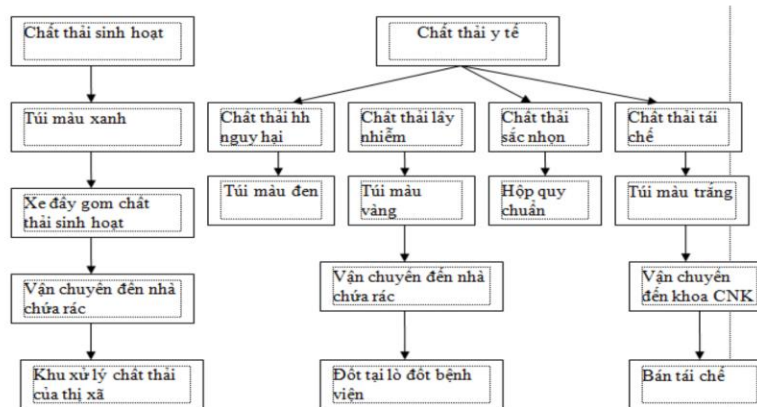 Chất thải sinh hoạt
Túi màu xanh
Xe đẩy gom chất
thải sinh hoạt
Vận chuyển đến nhà
chứa rác
Khu xử lý chất thải
của thị xã
Chất thải y tế
Chất thải hh
nguy hại
Túi màu đen
Chất thải lây
nhiễm
Túi màu
vàng
Vận chuyển đến nhà
chứa rác
Đốt tại lò đốt bệnh
viện
Chất thải
sắc nhọn
Hộp quy
chuẩn
Chất thải tái
chế
Túi màu trắng
Vận chuyển
đến khoa CNK
Bán tái chế